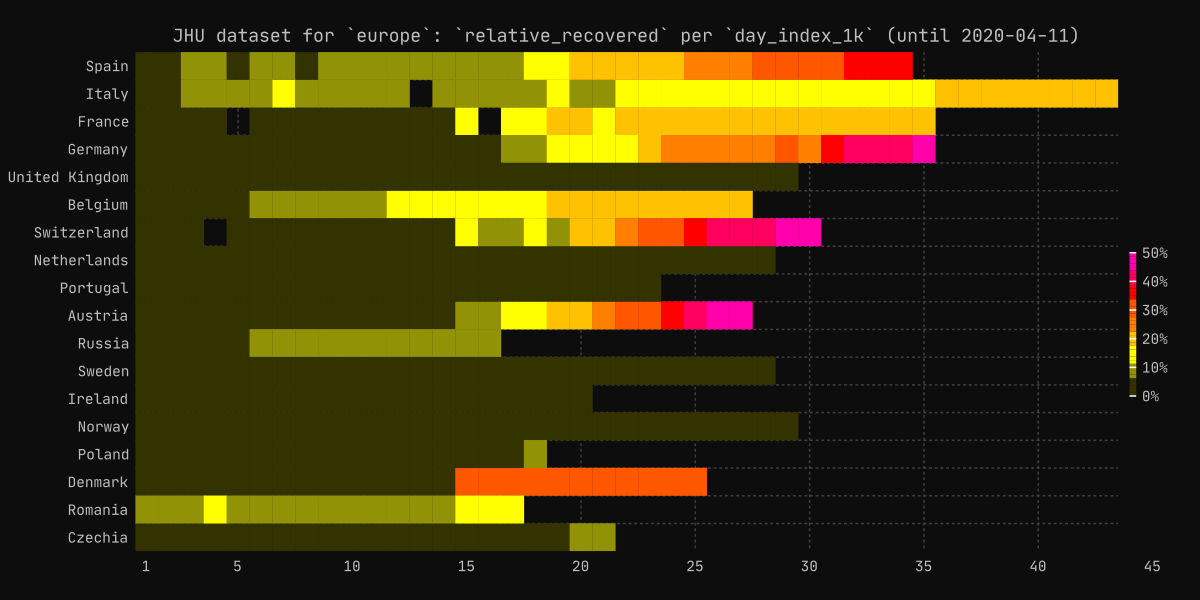 JHU dataset for `europe`: `relative_recovered` per `day_index_1k` (until 2020-04-11)
Spain
Italy
France
Germany
United Kingdom
Belgium
Switzerland
Netherlands
Portugal
Austria
Russia
Sweden
Ireland
Norway
Poland
Denmark
Romania
Czechia
50%
40%
30%
20%
10%
0%
1 5 10 15 20 25 30 35 40 45